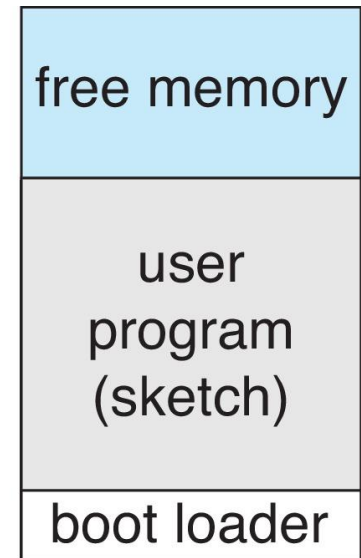 free memory
user
program
(sketch)
boot loader